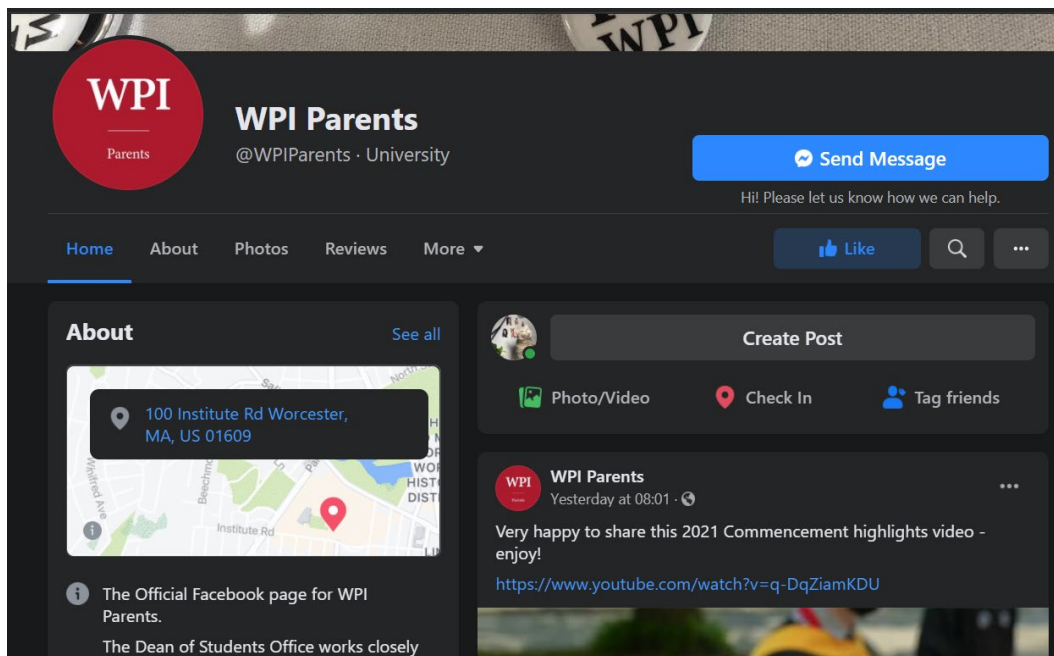 WPI
WPI
Parents
WPI Parents
@WPIParents · University
Send Message
Hi! Please let us know how we can help.
Home About Photos Reviews More
Like
About See all
100 Institute Rd Worcester,
MA, US 01609
Institute Rd
Create Post
Photo/Video Check In Tag friends
WPI
WPI Parents
Yesterday at 08:01 ·
Very happy to share this 2021 Commencement highlights video -
enjoy!
https://www.youtube.com/watch?v=q-DqZiamKDU
The Official Facebook page for WPI
Parents.
The Dean of Students Office works closely